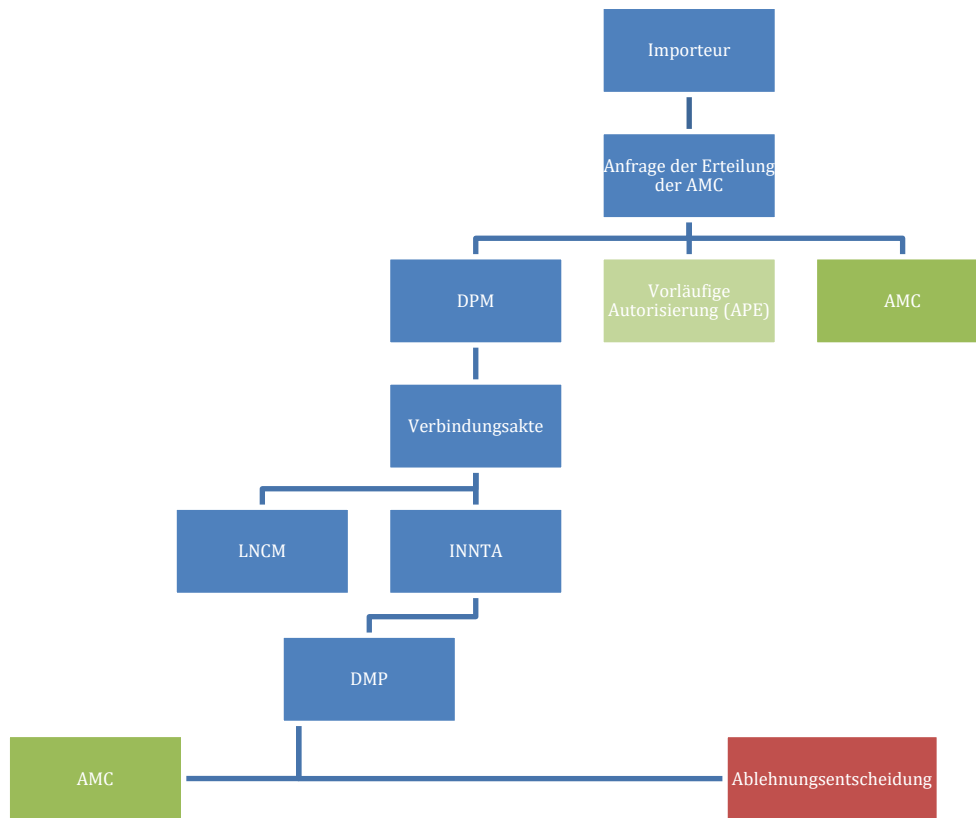 Importeur
Anfrage der Erteilung
der AMC
DPM
Vorläufige
Autorisierung (APE)
AMC
Verbindungsakte
LNCM
INNTA
DMP
AMC
Ablehnungsentscheidung